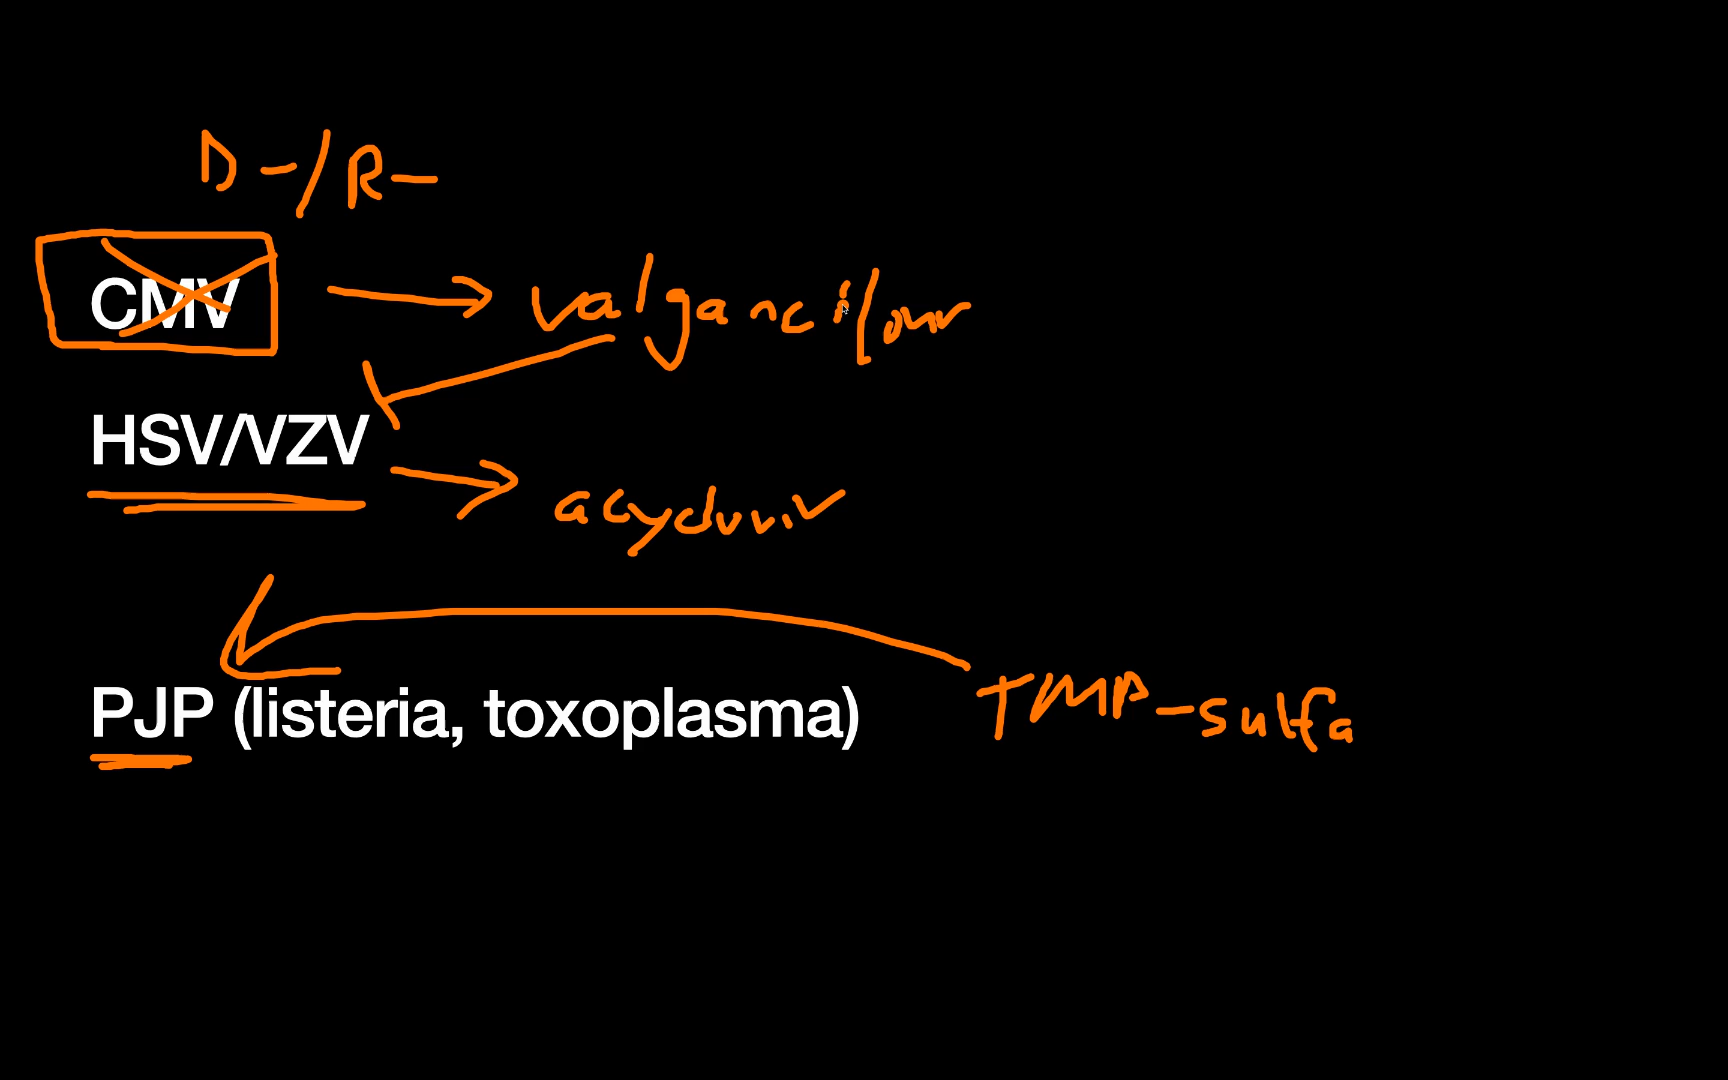 D-/R-
CMV → valganciclovir
HSV/VZV → acyclovir
PJP (listeria, toxoplasma) TMP-sulfa